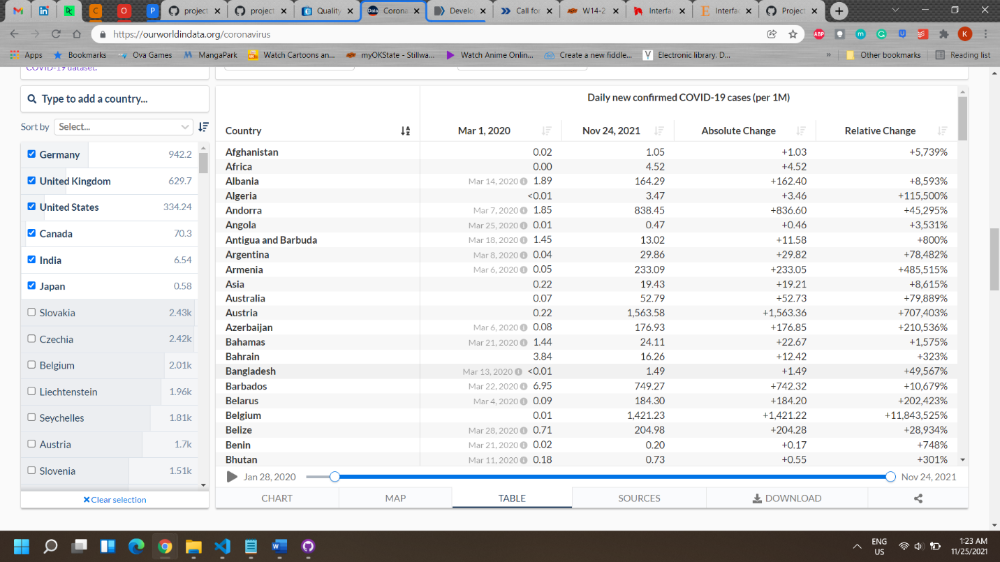 C
O
P
project
project
Quality
Corona
Develo
Call for
W14-2
Interfac
Interfac
Project
https://ourworldindata.org/coronavirus
ABP
m
K
Apps
Bookmarks
Ova Games
MangaPark
Watch Cartoons an...
myOKState - Stillwa...
Watch Anime Online...
Create a new fiddle...
Electronic library. D...
»
Other bookmarks
Reading list
COVID-19 dataset.
Type to add a country...
Sort by Select...
Germany 942.2
United Kingdom 629.7
United States 334.24
Canada 70.3
India 6.54
Japan 0.58
Slovakia 2.43k
Czechia 2.42k
Belgium 2.01k
Liechtenstein 1.96k
Seychelles 1.81k
Austria 1.7k
Slovenia 1.51k
Clear selection
Daily new confirmed COVID-19 cases (per 1M)
Country Mar 1, 2020 Nov 24, 2021 Absolute Change Relative Change
Afghanistan 0.02 1.05 +1.03 +5,739%
Africa 0.00 4.52 +4.52
Albania Mar 14, 2020 1.89 164.29 +162.40 +8,593%
Algeria <0.01 3.47 +3.46 +115,500%
Andorra Mar 7, 2020 1.85 838.45 +836.60 +45,295%
Angola Mar 25, 2020 0.01 0.47 +0.46 +3,531%
Antigua and Barbuda Mar 18, 2020 1.45 13.02 +11.58 +800%
Argentina Mar 8, 2020 0.04 29.86 +29.82 +78,482%
Armenia Mar 6, 2020 0.05 233.09 +233.05 +485,515%
Asia 0.22 19.43 +19.21 +8,615%
Australia 0.07 52.79 +52.73 +79,889%
Austria 0.22 1,563.58 +1,563.36 +707,403%
Azerbaijan Mar 6, 2020 0.08 176.93 +176.85 +210,536%
Bahamas Mar 21, 2020 1.44 24.11 +22.67 +1,575%
Bahrain 3.84 16.26 +12.42 +323%
Bangladesh Mar 13, 2020 <0.01 1.49 +1.49 +49,567%
Barbados Mar 22, 2020 6.95 749.27 +742.32 +10,679%
Belarus Mar 4, 2020 0.09 184.30 +184.20 +202,423%
Belgium 0.01 1,421.23 +1,421.22 +11,843,525%
Belize Mar 28, 2020 0.71 204.98 +204.28 +28,934%
Benin Mar 21, 2020 0.02 0.20 +0.17 +748%
Bhutan Mar 11, 2020 0.18 0.73 +0.55 +301%
Jan 28, 2020 Nov 24, 2021
CHART MAP TABLE SOURCES DOWNLOAD
ENG
US
1:23 AM
11/25/2021